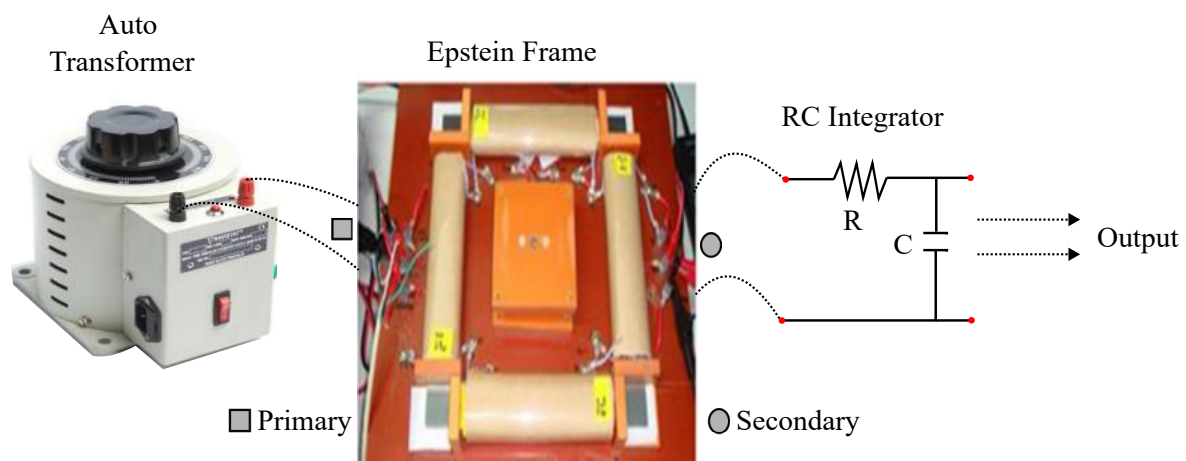 Auto
Transformer
Epstein Frame
RC Integrator
R
C
Output
Primary
Secondary